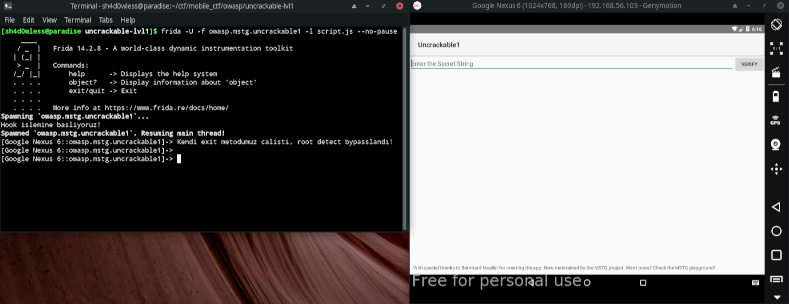 Terminal - sh4d0wless@paradise:~/ctf/mobile_ctf/owasp/uncrackable-lvl1
File Edit View Terminal Tabs Help
[sh4d0wless@paradise uncrackable-lvl1]$ frida -U -f owasp.mstg.uncrackable1 -l script.js --no-pause
/ _ | Frida 14.2.8 - A world-class dynamic instrumentation toolkit
| (_| |
> _ | Commands:
/_/ |_| help -> Displays the help system
. . . . object? -> Display information about 'object'
. . . . exit/quit -> Exit
. . . .
. . . . More info at https://www.frida.re/docs/home/
Spawning `owasp.mstg.uncrackable1`...
Hook islemine basliyoruz!
Spawned `owasp.mstg.uncrackable1`. Resuming main thread!
[Google Nexus 6::owasp.mstg.uncrackable1]-> Kendi exit metodumuz calisti, root detect bypasslandi!
[Google Nexus 6::owasp.mstg.uncrackable1]->
[Google Nexus 6::owasp.mstg.uncrackable1]->
Google Nexus 6 (1024x768, 160dpi) - 192.168.56.103 - Genymotion
6:16
Uncrackable1
Enter the Secret String
VERIFY
GPS
With special thanks to Bernhard Mueller for creating the app. Now maintained by the MSTG project. Want more? Check the MSTG playground!
Free for personal use